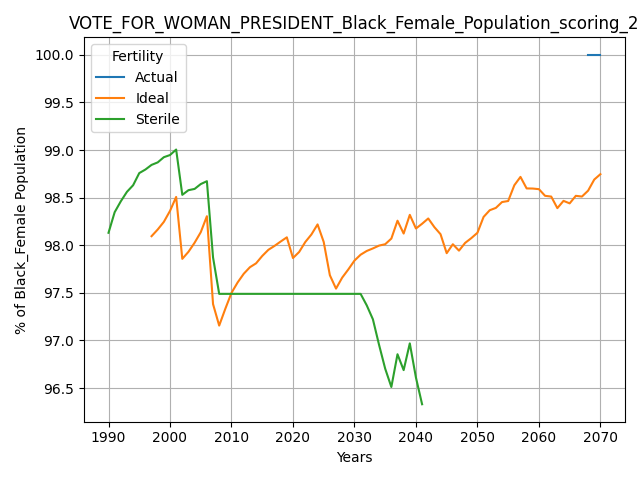 VOTE_FOR_WOMAN_PRESIDENT_Black_Female_Population_scoring_2
Fertility
Actual
Ideal
Sterile
100.0
99.5
99.0
98.5
98.0
97.5
97.0
96.5
% of Black_Female Population
1990 2000 2010 2020 2030 2040 2050 2060 2070
Years